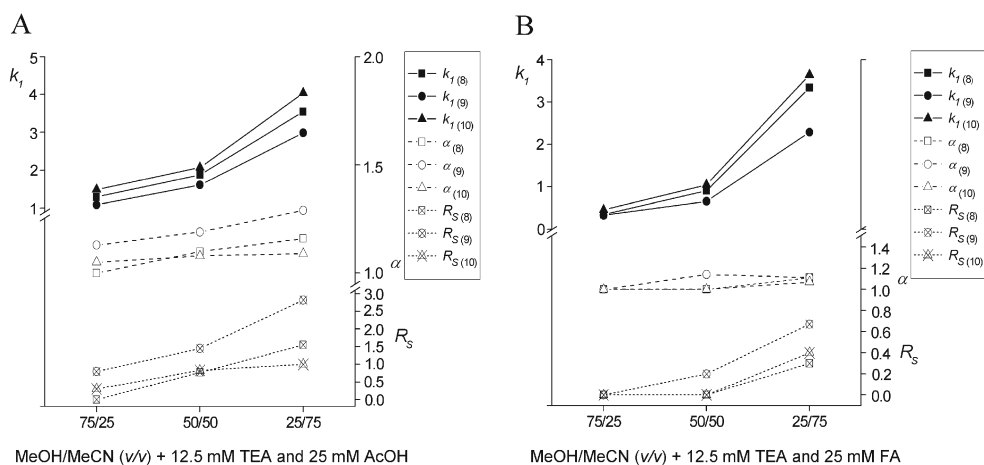 A
k1
5
4
3
2
1
2.0
1.5
1.0
α
3.0
2.5
2.0
1.5
1.0
0.5
0.0
RS
k1 (8)
k1 (9)
k1 (10)
α (8)
α (9)
α (10)
RS (8)
RS (9)
RS (10)
75/25
50/50
25/75
MeOH/MeCN (v/v) + 12.5 mM TEA and 25 mM AcOH
B
k1
4
3
2
1
0
1.4
1.2
1.0
α
0.8
0.6
0.4
RS
0.2
0.0
k1 (8)
k1 (9)
k1 (10)
α (8)
α (9)
α (10)
RS (8)
RS (9)
RS (10)
75/25
50/50
25/75
MeOH/MeCN (v/v) + 12.5 mM TEA and 25 mM FA